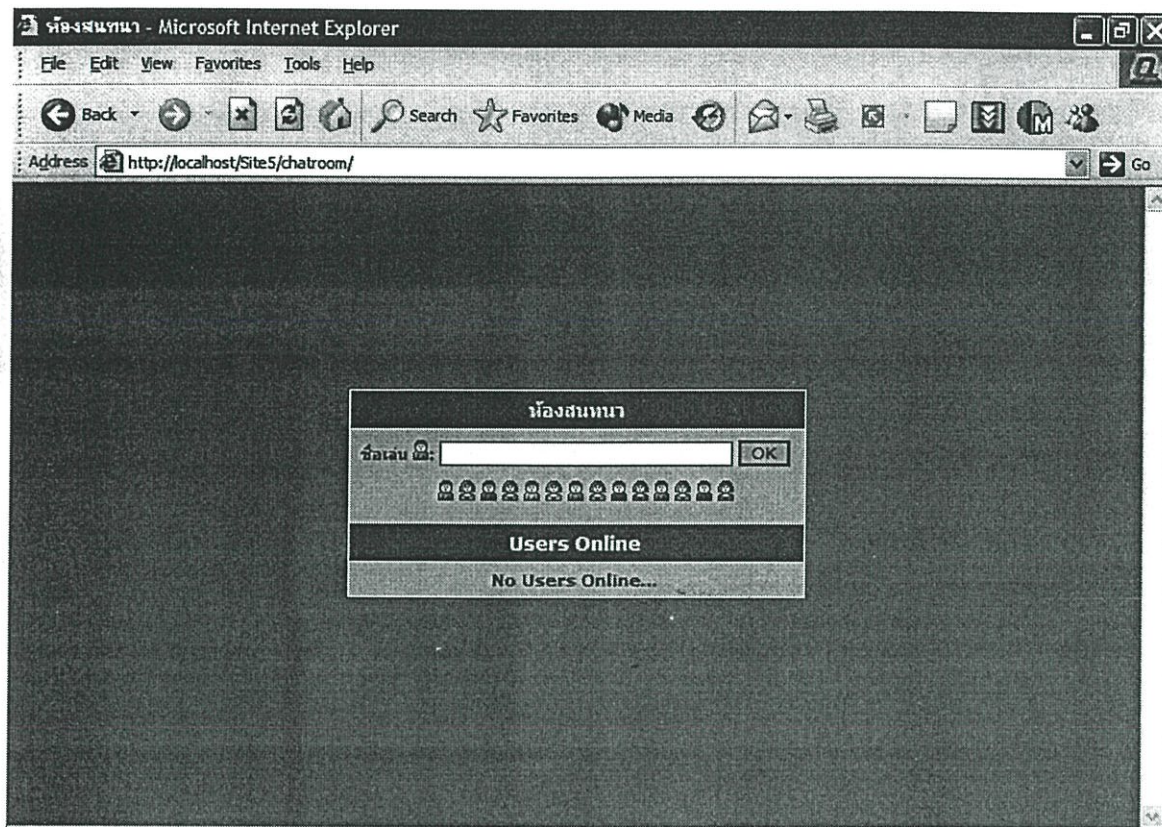 ห้องสนทนา - Microsoft Internet Explorer
File Edit View Favorites Tools Help
Back Search Favorites Media
Address http://localhost/Site5/chatroom/ Go
ห้องสนทนา
ชื่อเล่น : OK
Users Online
No Users Online...